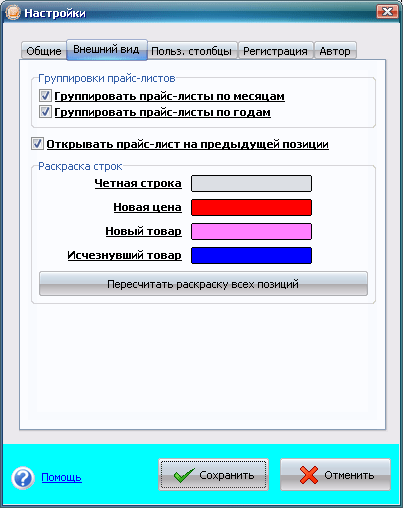 Настройки
Общие Внешний вид Польз. столбцы Регистрация Автор
Группировки прайс-листов
Группировать прайс-листы по месяцам
Группировать прайс-листы по годам
Открывать прайс-лист на предыдущей позиции
Раскраска строк
Четная строка
Новая цена
Новый товар
Исчезнувший товар
Пересчитать раскраску всех позиций
Помощь Сохранить Отменить